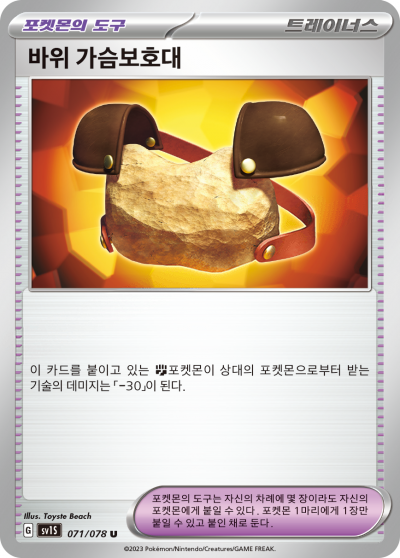 포켓몬의 도구
트레이너스
바위 가슴보호대
이 카드를 붙이고 있는 포켓몬이 상대의 포켓몬으로부터 받는
기술의 데미지는 「-30」이 된다.
Illus. Toyste Beach
G sv1S 071/078 U
포켓몬의 도구는 자신의 차례에 몇 장이라도 자신의
포켓몬에게 붙일 수 있다. 포켓몬 1마리에게 1장만
붙일 수 있고 붙인 채로 둔다.
©2023 Pokémon/Nintendo/Creatures/GAME FREAK.